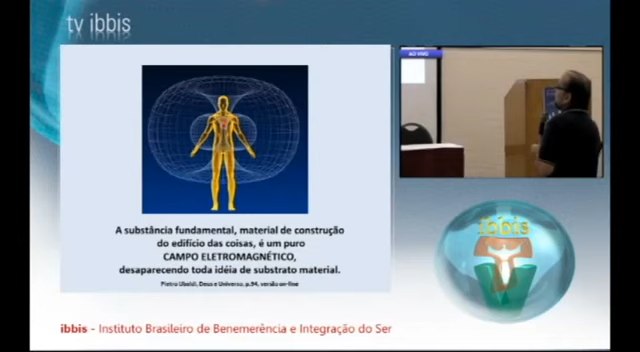 tv ibbis
AO VIVO
A substância fundamental, material de construção
do edifício das coisas, é um puro
CAMPO ELETROMAGNÉTICO,
desaparecendo toda idéia de substrato material.
Pietro Ubaldi, Deus e Universo, p.94, versão on-line
ibbis
ibbis - Instituto Brasileiro de Benemerência e Integração do Ser